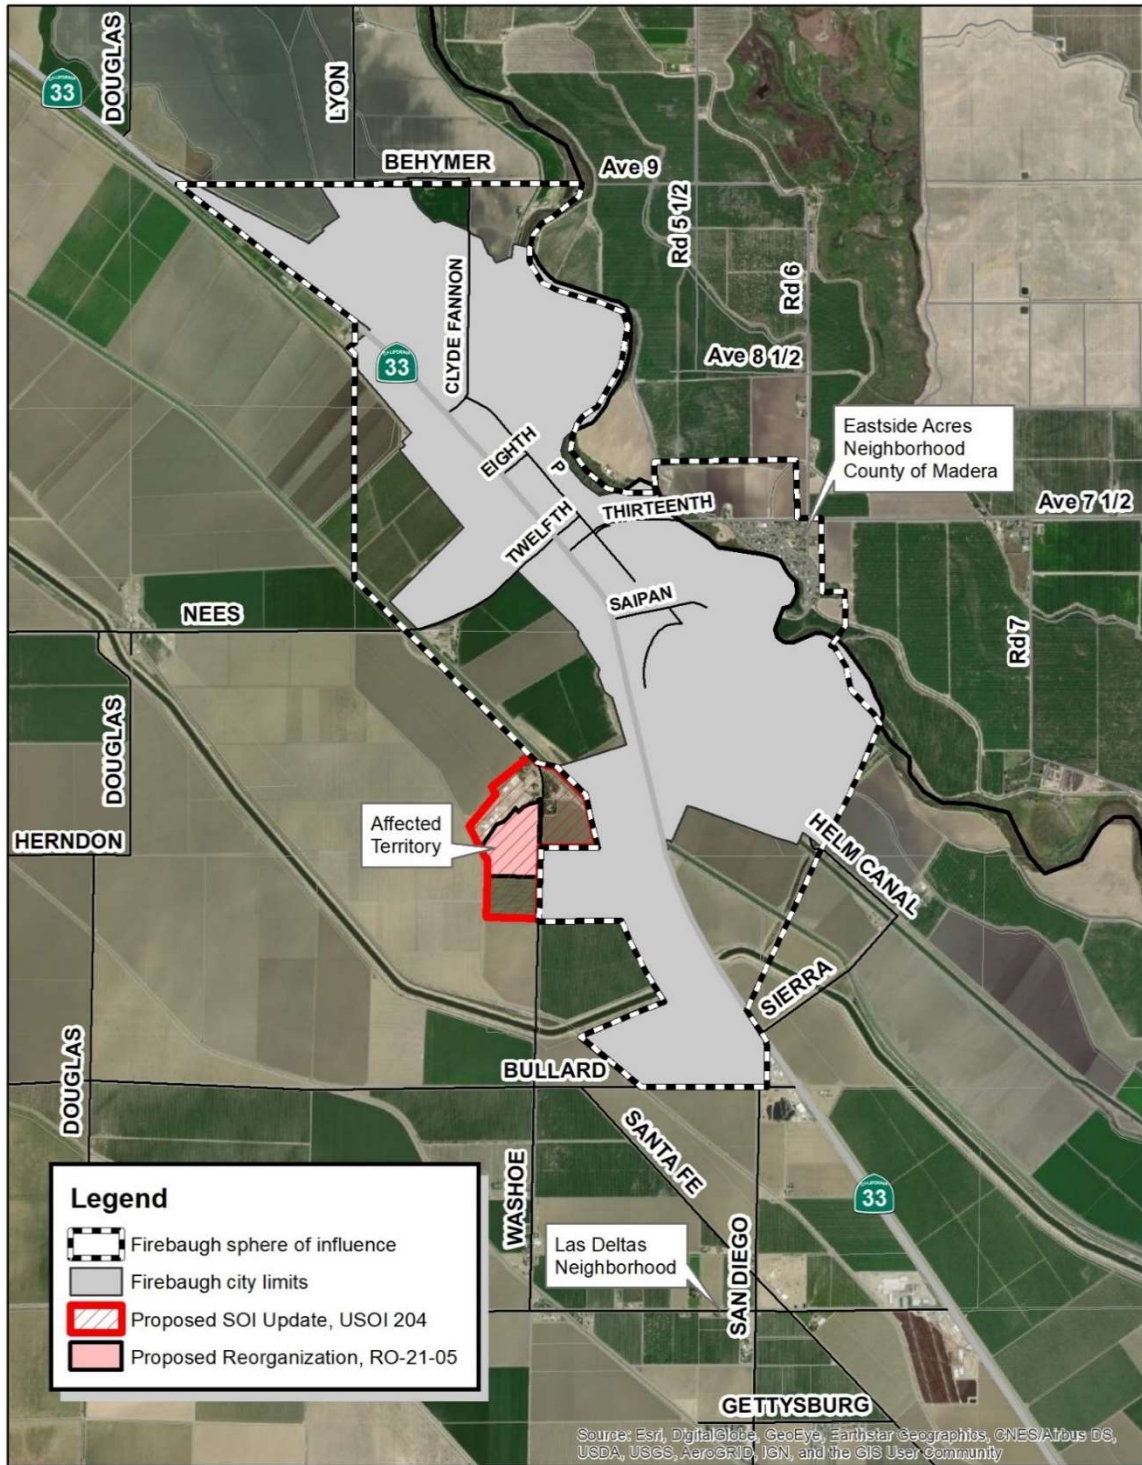 DOUGLAS
LYON
CALIFORNIA
33
BEHYMER
Ave 9
Rd 5 1/2
Rd 6
CLYDE FANNON
CALIFORNIA
33
Ave 8 1/2
Eastside Acres
Neighborhood
County of Madera
EIGHTH
P
Ave 7 1/2
THIRTEENTH
TWELFTH
SAIPAN
NEES
Rd 7
DOUGLAS
Affected
Territory
HERNDON
HELM CANAL
SIERRA
DOUGLAS
BULLARD
SANTA FE
WASHOE
CALIFORNIA
33
Las Deltas
Neighborhood
SAN DIEGO
GETTYSBURG
Legend
Firebaugh sphere of influence
Firebaugh city limits
Proposed SOI Update, USOI 204
Proposed Reorganization, RO-21-05
Source: Esri, DigitalGlobe, GeoEye, Earthstar Geographics, CNES/Airbus DS,
USDA, USGS, AeroGRID, IGN, and the GIS User Community